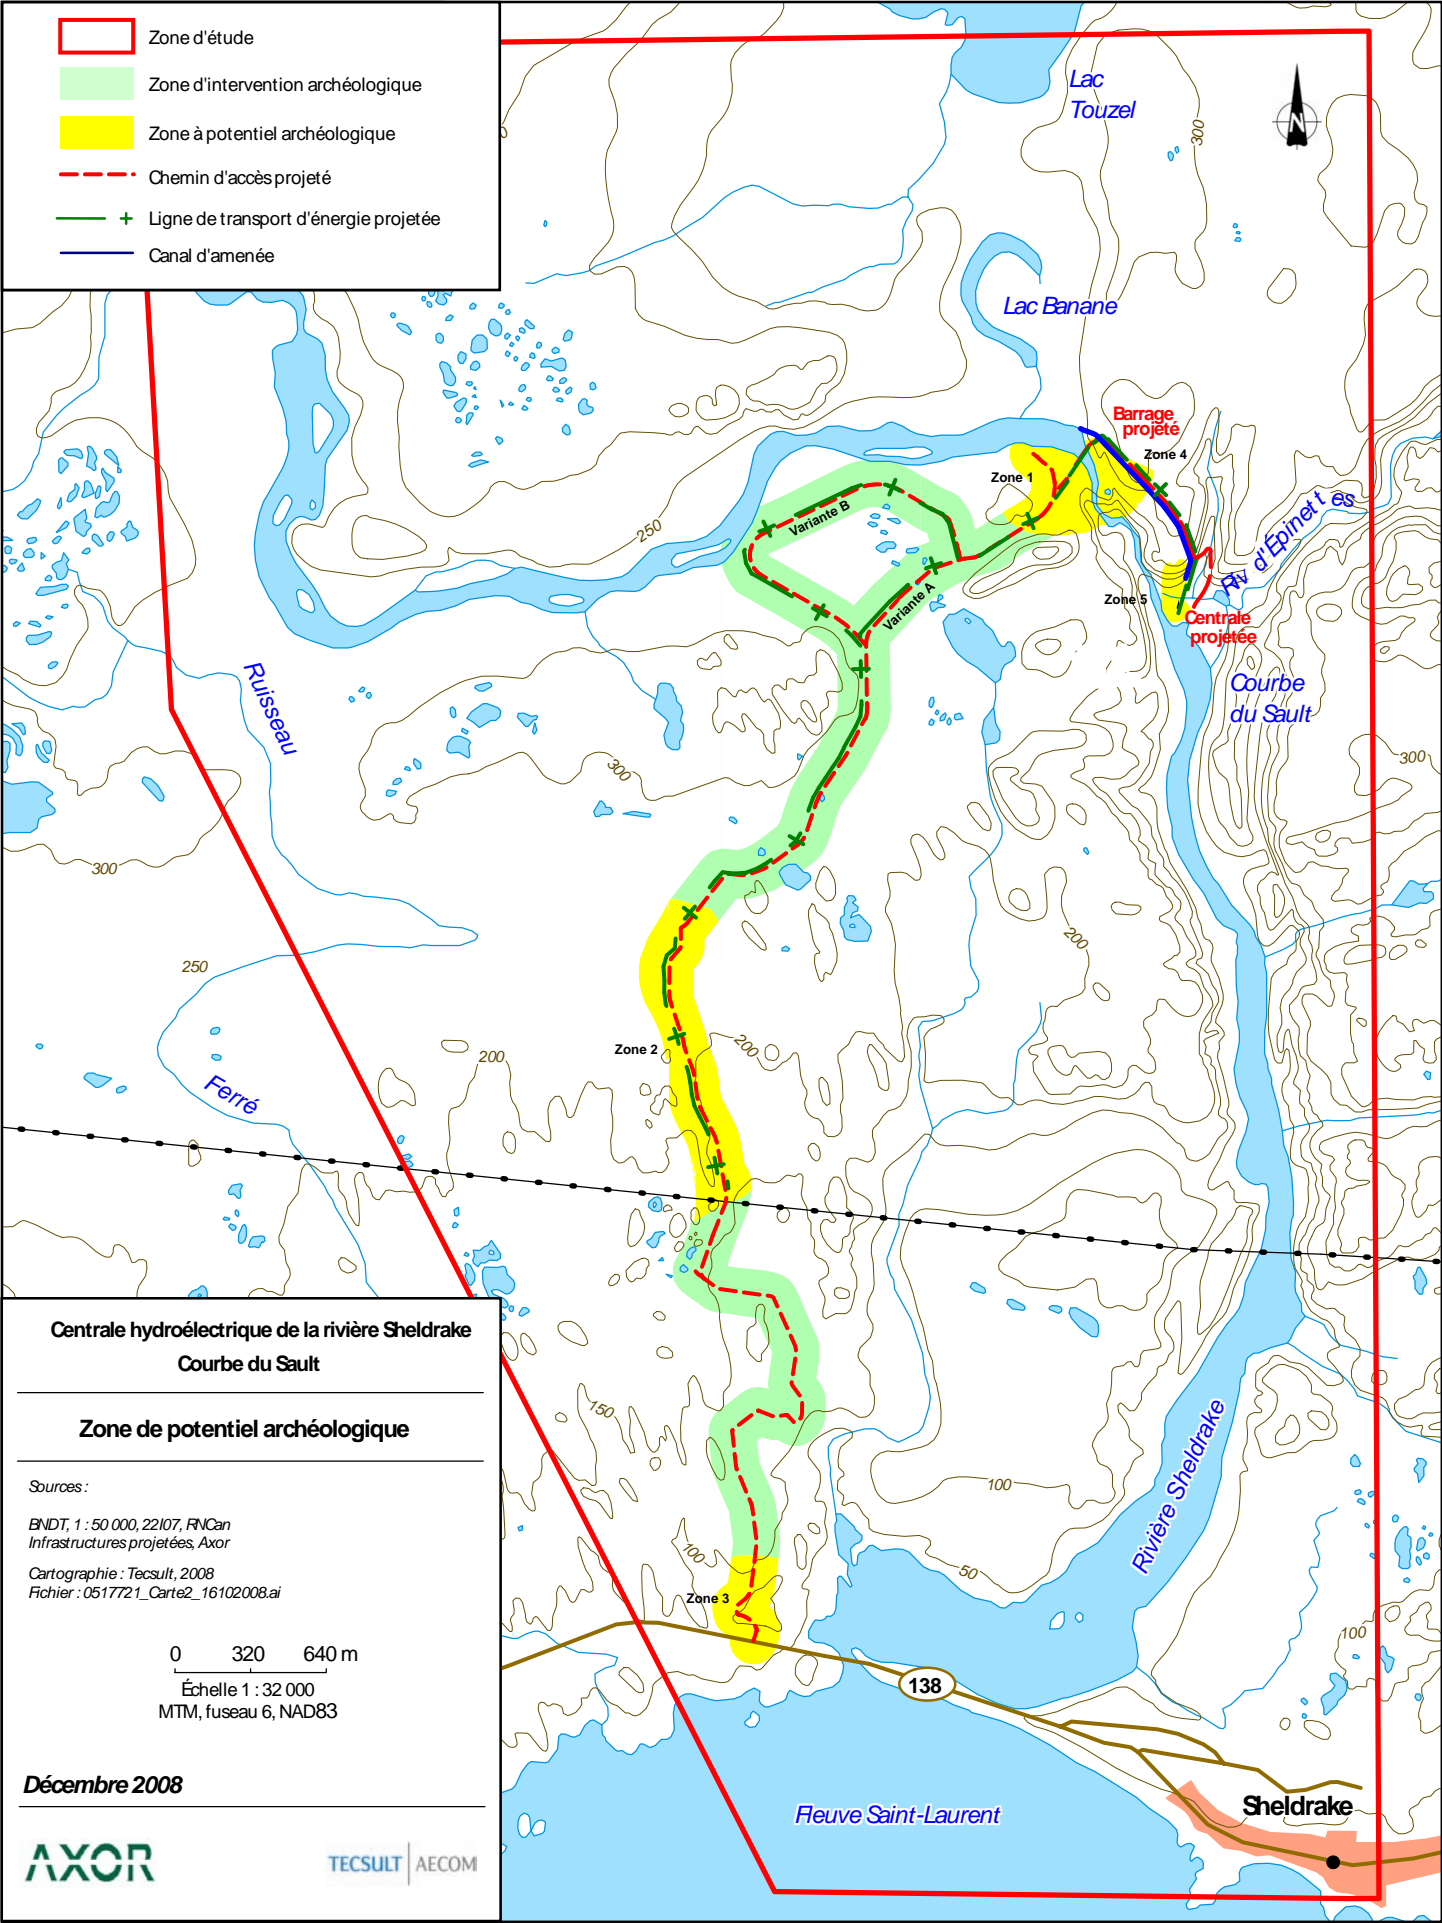 Zone d'étude
Zone d'intervention archéologique
Zone à potentiel archéologique
Chemin d'accès projeté
Ligne de transport d'énergie projetée
Canal d'amenée
Lac
Touzel
N
300
Lac Banane
Barrage
projeté
Zone 4
Zone 1
Variante B
250
Riv d'Épinettes
Variante A
Zone 5
Centrale
projetée
Ruisseau
Courbe
du Sault
300
300
300
200
250
Zone 2
200
200
Ferré
150
100
Rivière Sheldrake
100
50
Zone 3
100
138
Fleuve Saint-Laurent
Sheldrake
Centrale hydroélectrique de la rivière Sheldrake
Courbe du Sault
Zone de potentiel archéologique
Sources :
BNDT, 1 : 50 000, 22I07, RNCan
Infrastructures projetées, Axor
Cartographie : Tecsult, 2008
Fichier : 0517721_Carte2_16102008.ai
0 320 640 m
Échelle 1 : 32 000
MTM, fuseau 6, NAD83
Décembre 2008
AXOR
TECSULT AECOM